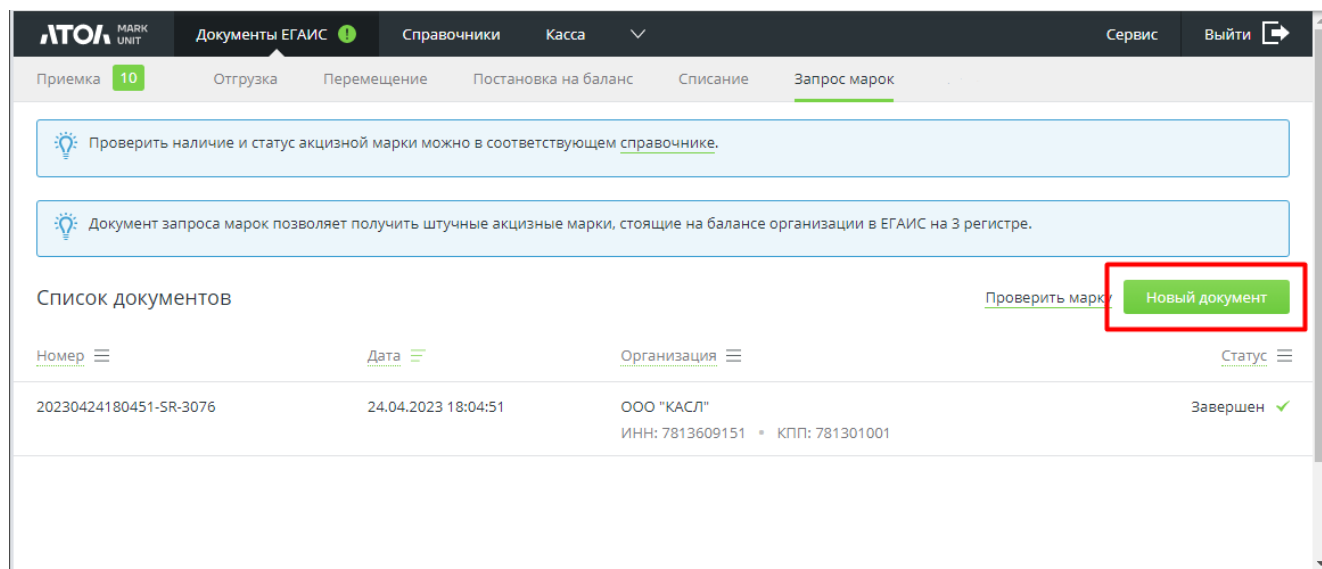 АТОЛ MARK UNIT Документы ЕГАИС ! Справочники Касса Сервис Выйти
Приемка 10 Отгрузка Перемещение Постановка на баланс Списание Запрос марок
Проверить наличие и статус акцизной марки можно в соответствующем справочнике.
Документ запроса марок позволяет получить штучные акцизные марки, стоящие на балансе организации в ЕГАИС на 3 регистре.
Список документов Проверить марку Новый документ
Номер Дата Организация Статус
20230424180451-SR-3076 24.04.2023 18:04:51 ООО "КАСЛ" Завершен
ИНН: 7813609151 • КПП: 781301001